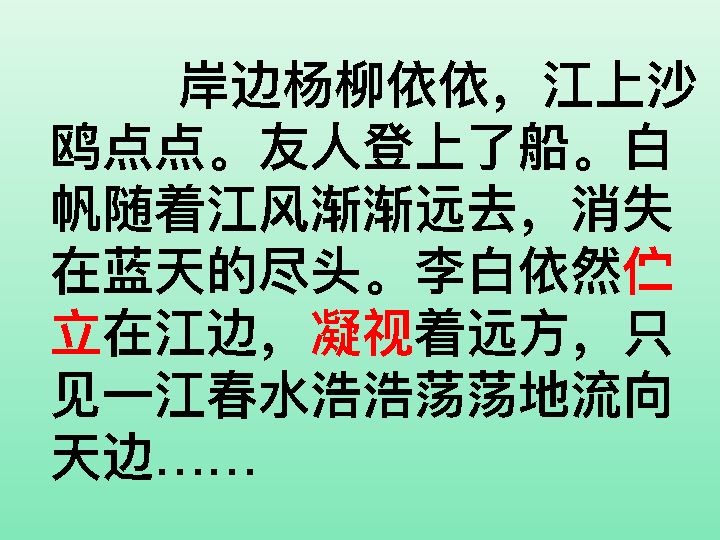 岸边杨柳依依，江上沙
鸥点点。友人登上了船。白
帆随着江风渐渐远去，消失
在蓝天的尽头。李白依然伫
立在江边，凝视着远方，只
见一江春水浩浩荡荡地流向
天边……